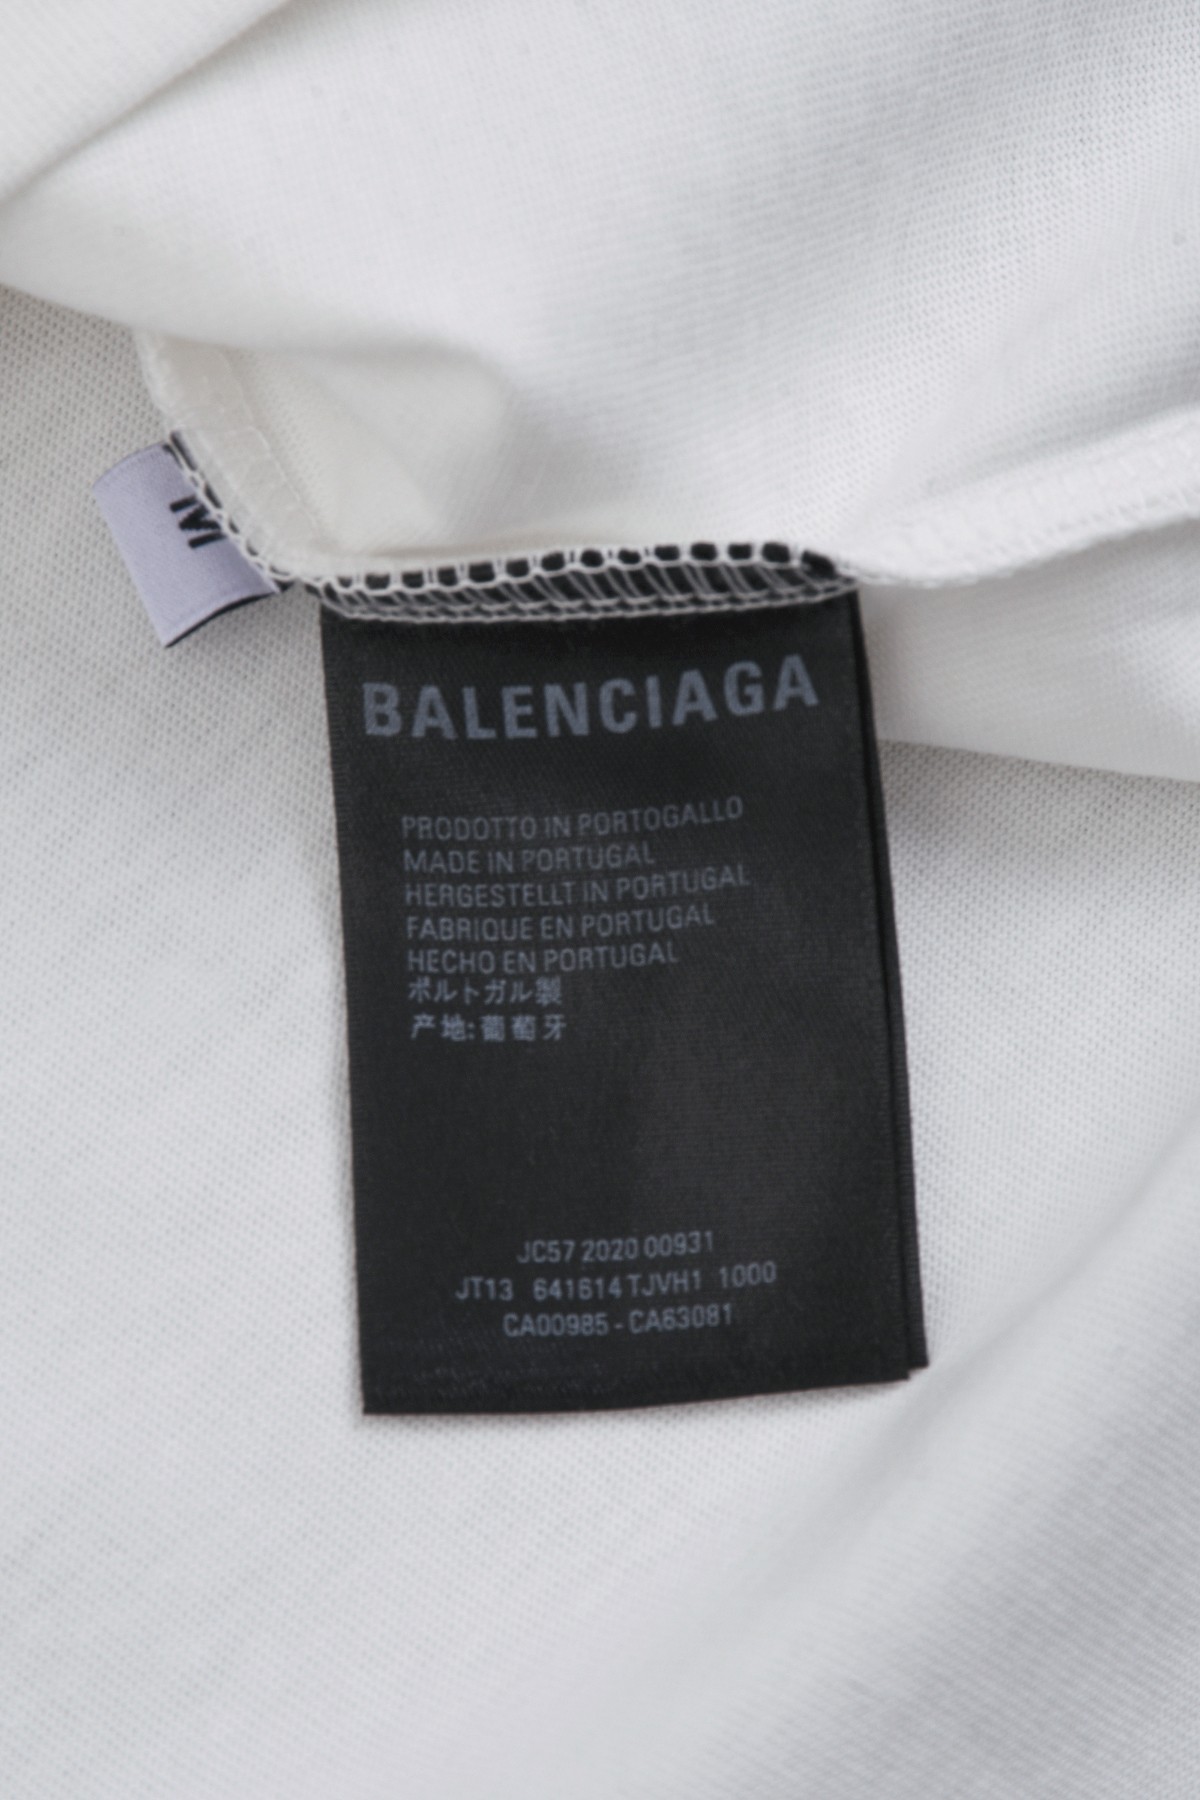 M
BALENCIAGA
PRODOTTO IN PORTOGALLO
MADE IN PORTUGAL
HERGESTELLT IN PORTUGAL
FABRIQUE EN PORTUGAL
HECHO EN PORTUGAL
ポルトガル製
产地:葡萄牙
JC57 2020 00931
JT13 641614 TJVH1 1000
CA00985 - CA63081